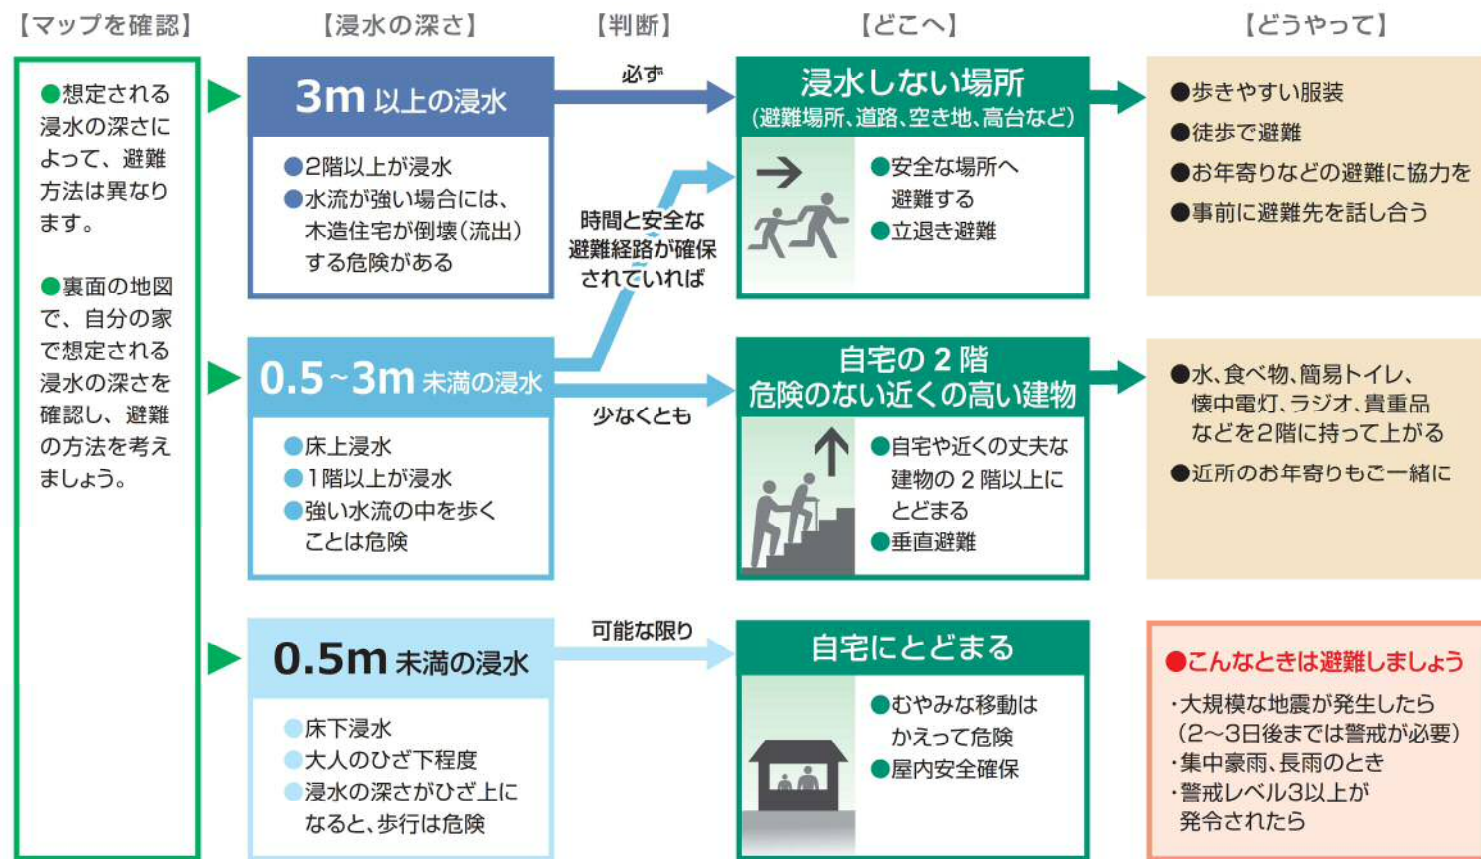 【マップを確認】
【浸水の深さ】
【判断】
【どこへ】
【どうやって】
●想定される
浸水の深さに
よって、避難
方法は異なり
ます。
●裏面の地図
で、自分の家
で想定される
浸水の深さを
確認し、避難
の方法を考え
ましょう。
3m 以上の浸水
●2階以上が浸水
●水流が強い場合には、
木造住宅が倒壊(流出)
する危険がある
必ず
浸水しない場所
(避難場所、道路、空き地、高台など)
●安全な場所へ
避難する
●立退き避難
●歩きやすい服装
●徒歩で避難
●お年寄りなどの避難に協力を
●事前に避難先を話し合う
時間と安全な
避難経路が確保
されていれば
0.5~3m 未満の浸水
●床上浸水
●1階以上が浸水
●強い水流の中を歩く
ことは危険
少なくとも
自宅の2階
危険のない近くの高い建物
●自宅や近くの丈夫な
建物の2階以上に
とどまる
●垂直避難
●水、食べ物、簡易トイレ、
懐中電灯、ラジオ、貴重品
などを2階に持って上がる
●近所のお年寄りもご一緒に
0.5m 未満の浸水
●床下浸水
●大人のひざ下程度
●浸水の深さがひざ上に
なると、歩行は危険
可能な限り
自宅にとどまる
●むやみな移動は
かえって危険
●屋内安全確保
●こんなときは避難しましょう
・大規模な地震が発生したら
(2～3日後までは警戒が必要)
・集中豪雨、長雨のとき
・警戒レベル3以上が
発令されたら